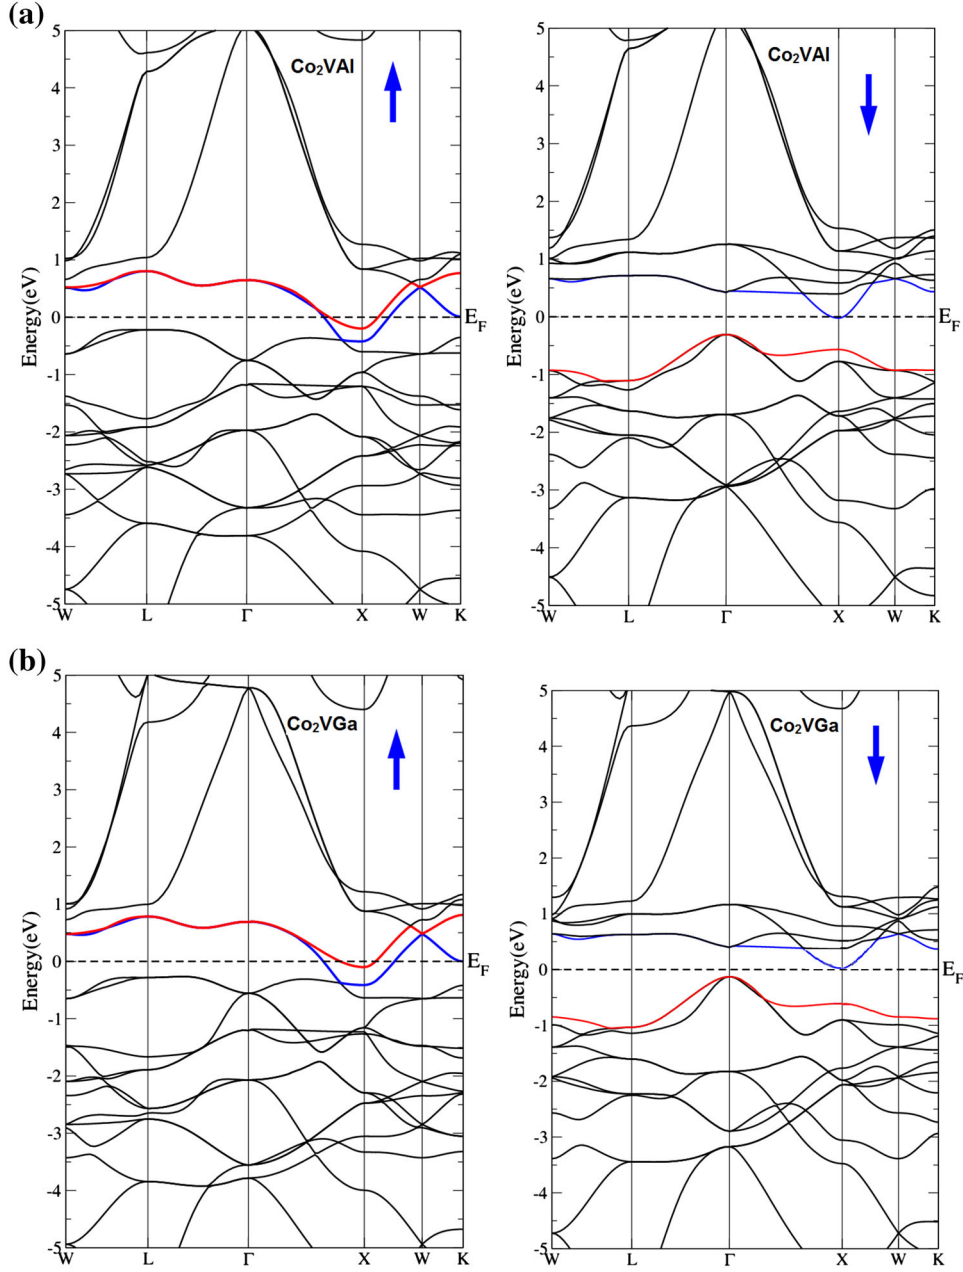 (a)
Co₂VAl
Energy(eV)
5
4
3
2
1
0
-1
-2
-3
-4
-5
W L Γ X W K
E_F
Co₂VAl
Energy(eV)
5
4
3
2
1
0
-1
-2
-3
-4
-5
W L Γ X W K
E_F
(b)
Co₂VGa
Energy(eV)
5
4
3
2
1
0
-1
-2
-3
-4
-5
W L Γ X W K
E_F
Co₂VGa
Energy(eV)
5
4
3
2
1
0
-1
-2
-3
-4
-5
W L Γ X W K
E_F